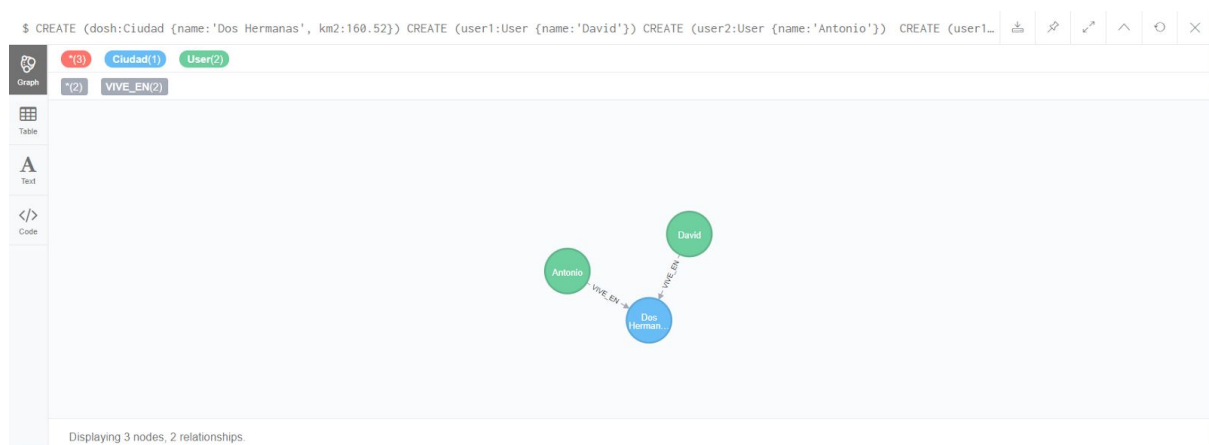 $ CREATE (dosh:Ciudad {name:'Dos Hermanas', km2:160.52}) CREATE (user1:User {name:'David'}) CREATE (user2:User {name:'Antonio'})  CREATE (user1…
*(3) Ciudad(1) User(2)
Graph
*(2) VIVE_EN(2)
Table
A
Text
</>
Code
David
Antonio
VIVE_EN
VIVE_EN
Dos
Herman...
Displaying 3 nodes, 2 relationships.